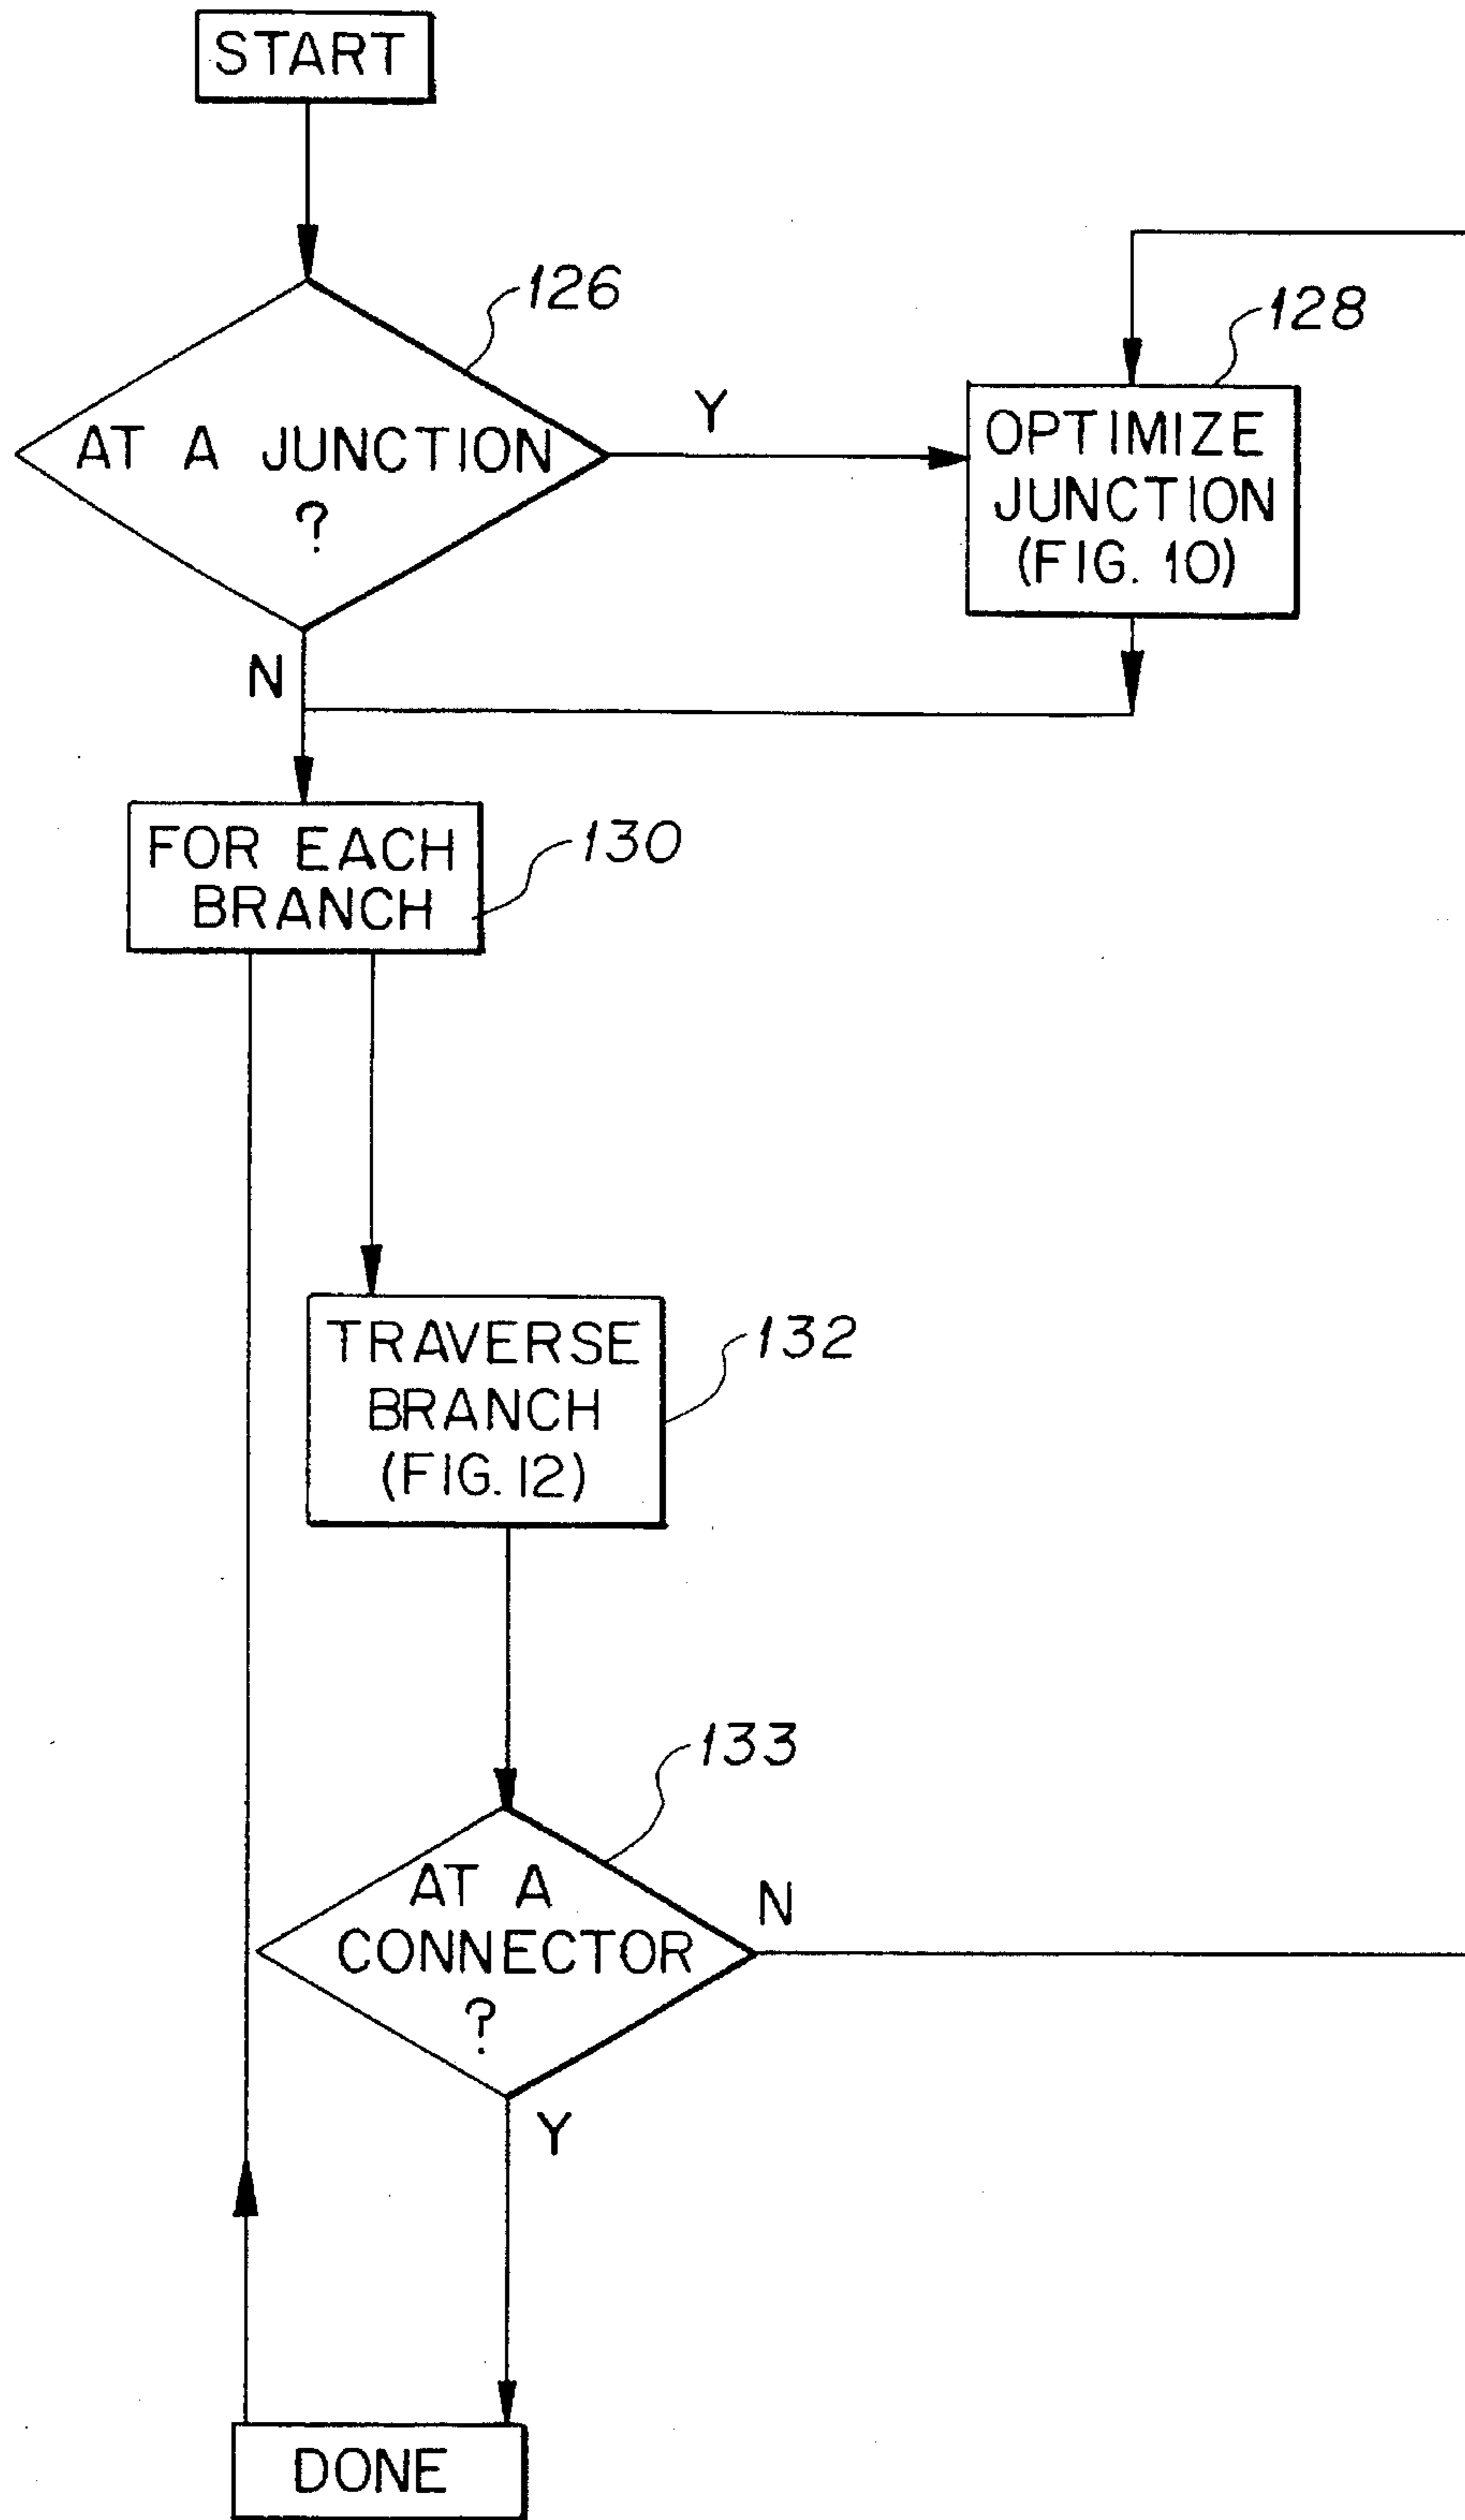 START
126
128
AT A JUNCTION
?
Y
OPTIMIZE
JUNCTION
(FIG. 10)
N
FOR EACH
BRANCH
130
TRAVERSE
BRANCH
(FIG. 12)
132
133
AT A
CONNECTOR
?
N
Y
DONE